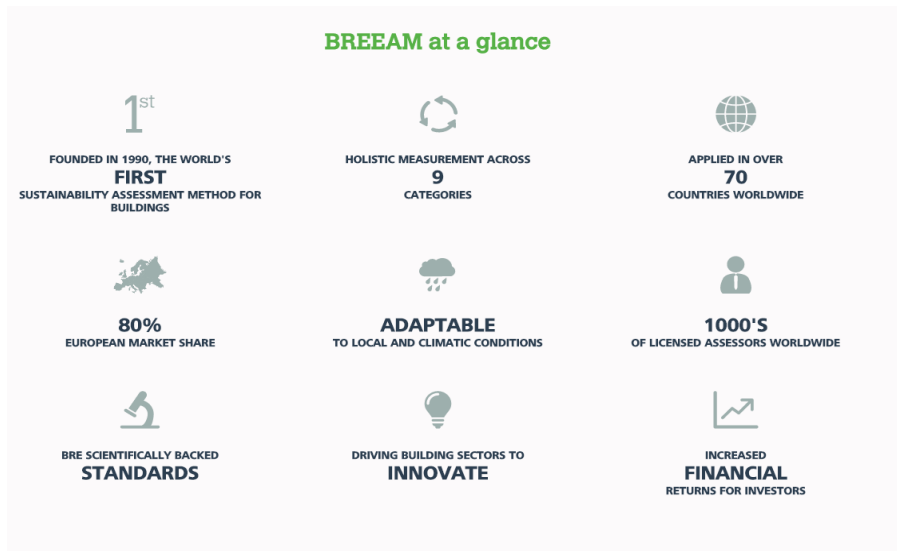 BREEAM at a glance
1st
FOUNDED IN 1990, THE WORLD'S
FIRST
SUSTAINABILITY ASSESSMENT METHOD FOR
BUILDINGS
HOLISTIC MEASUREMENT ACROSS
9
CATEGORIES
APPLIED IN OVER
70
COUNTRIES WORLDWIDE
80%
EUROPEAN MARKET SHARE
ADAPTABLE
TO LOCAL AND CLIMATIC CONDITIONS
1000'S
OF LICENSED ASSESSORS WORLDWIDE
BRE SCIENTIFICALLY BACKED
STANDARDS
DRIVING BUILDING SECTORS TO
INNOVATE
INCREASED
FINANCIAL
RETURNS FOR INVESTORS